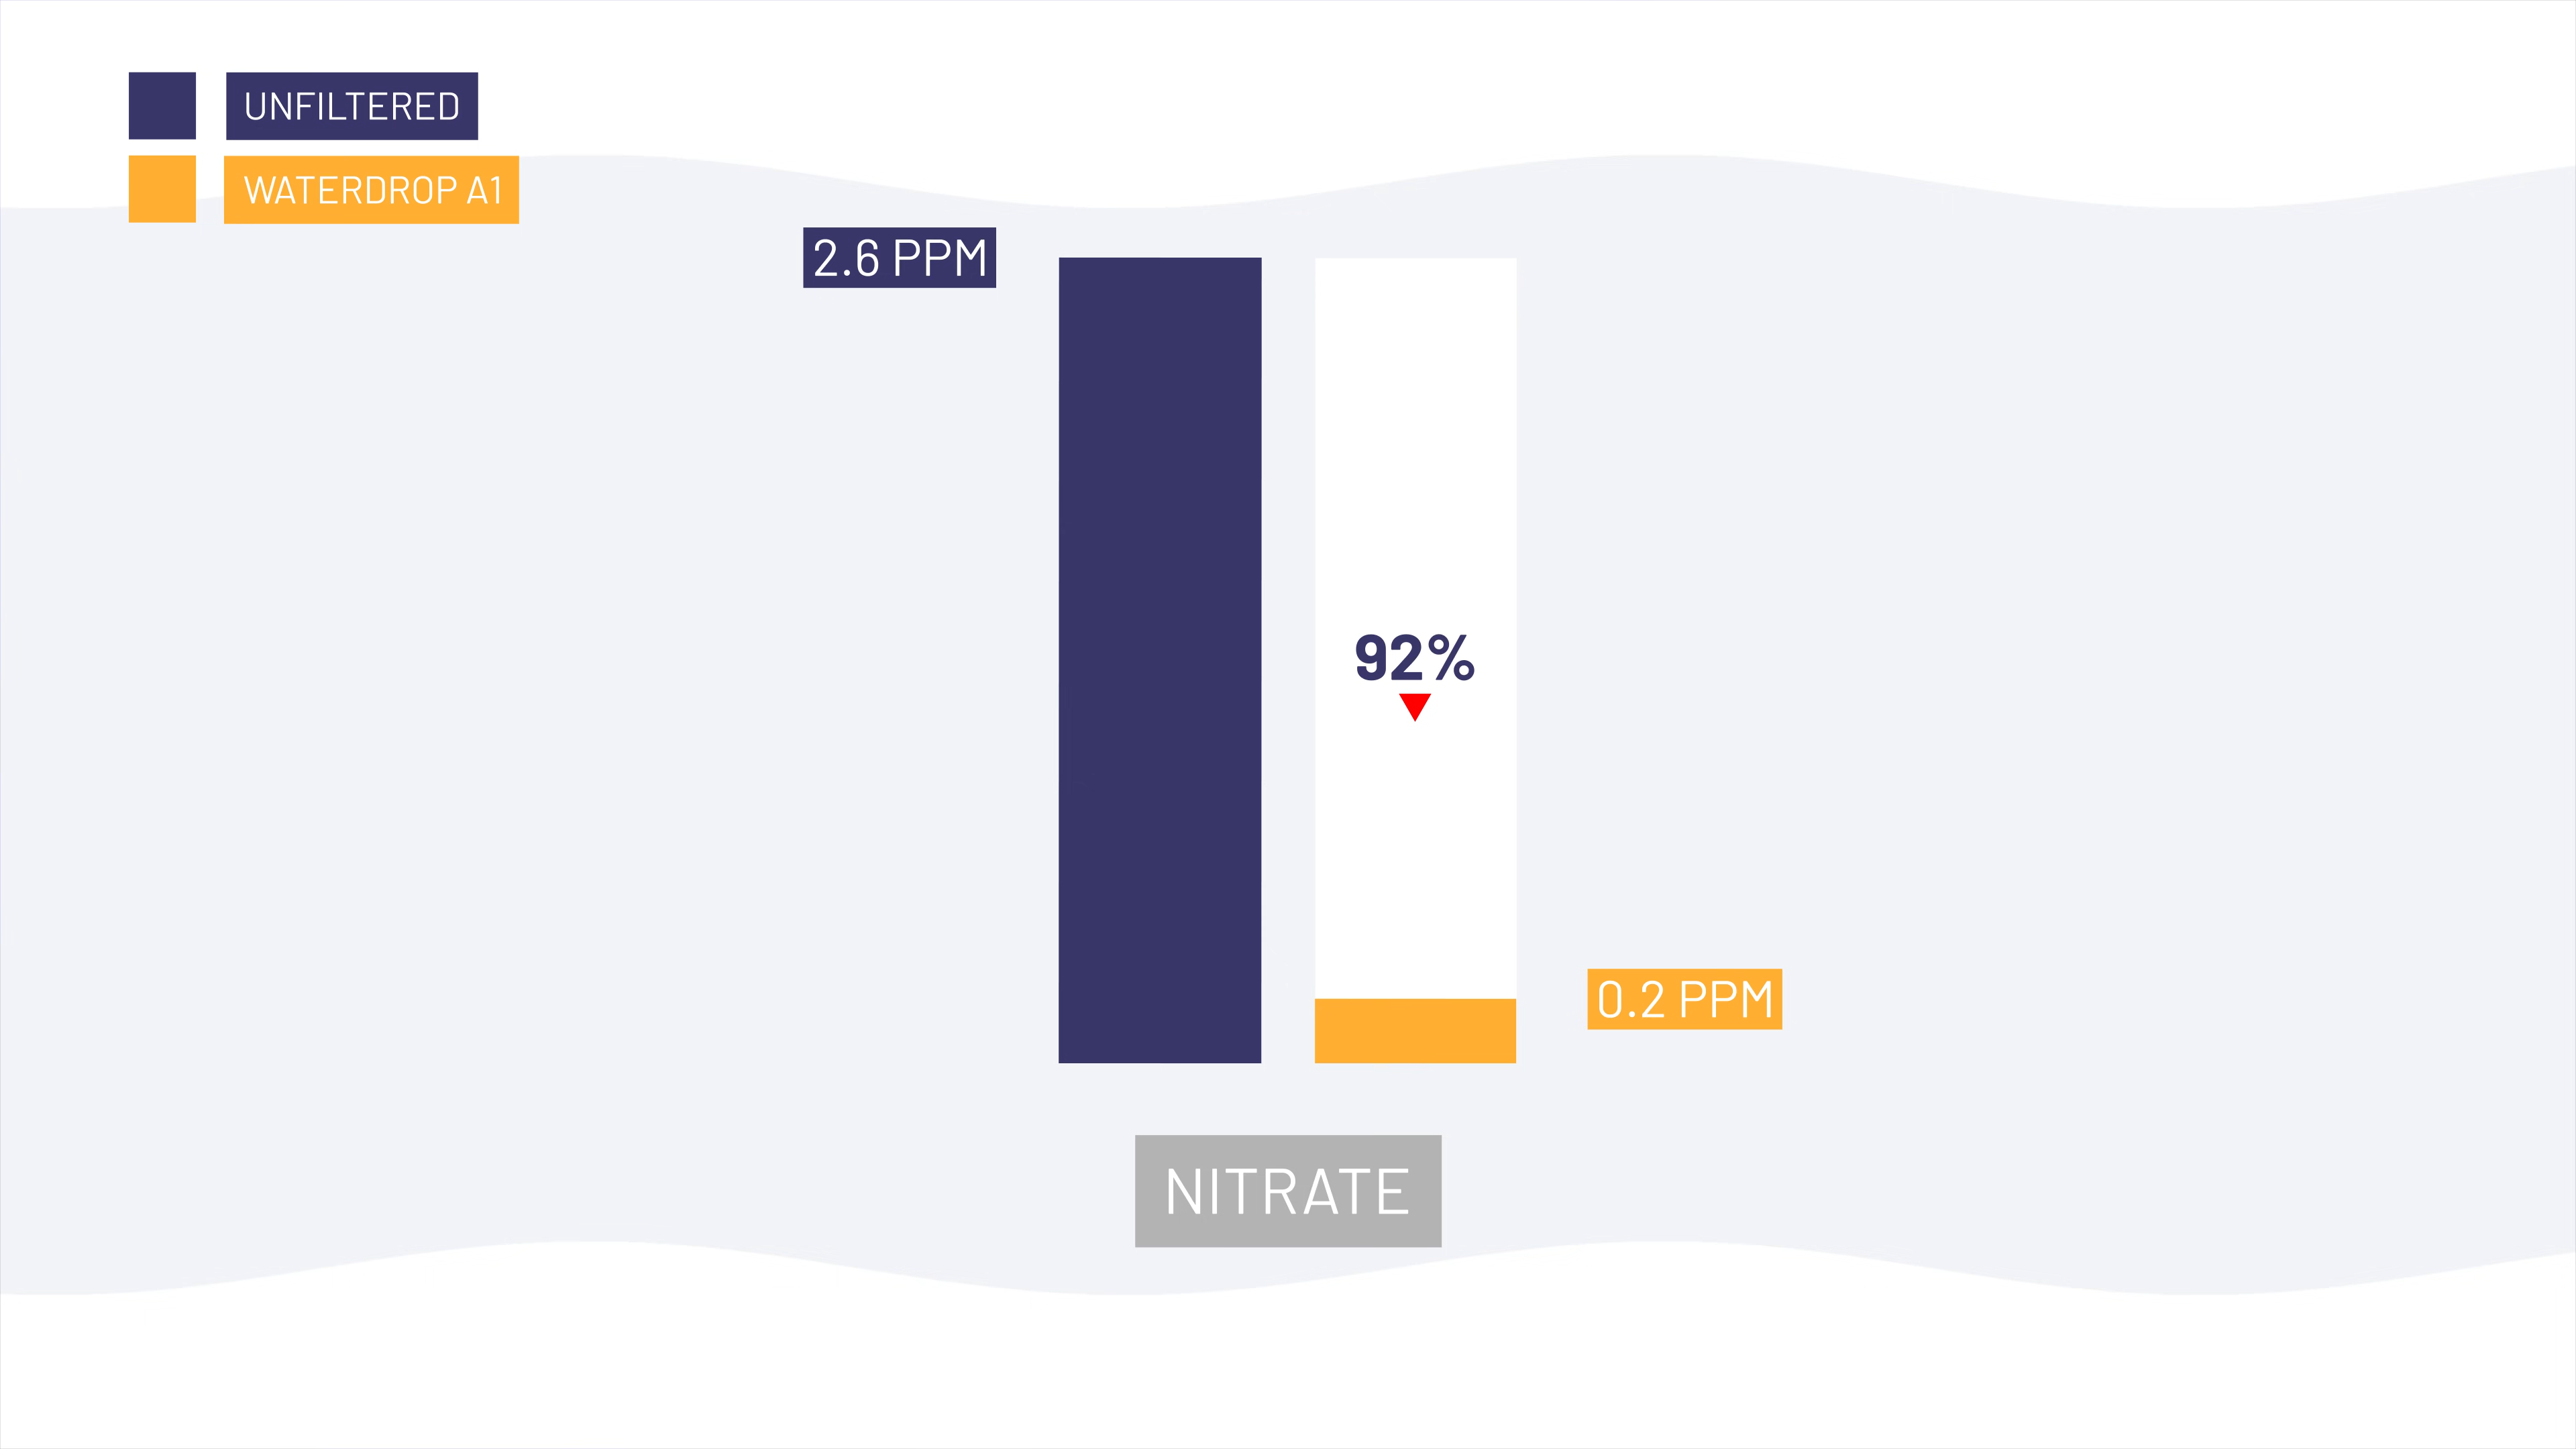 UNFILTERED
WATERDROP A1
2.6 PPM
92%
0.2 PPM
NITRATE